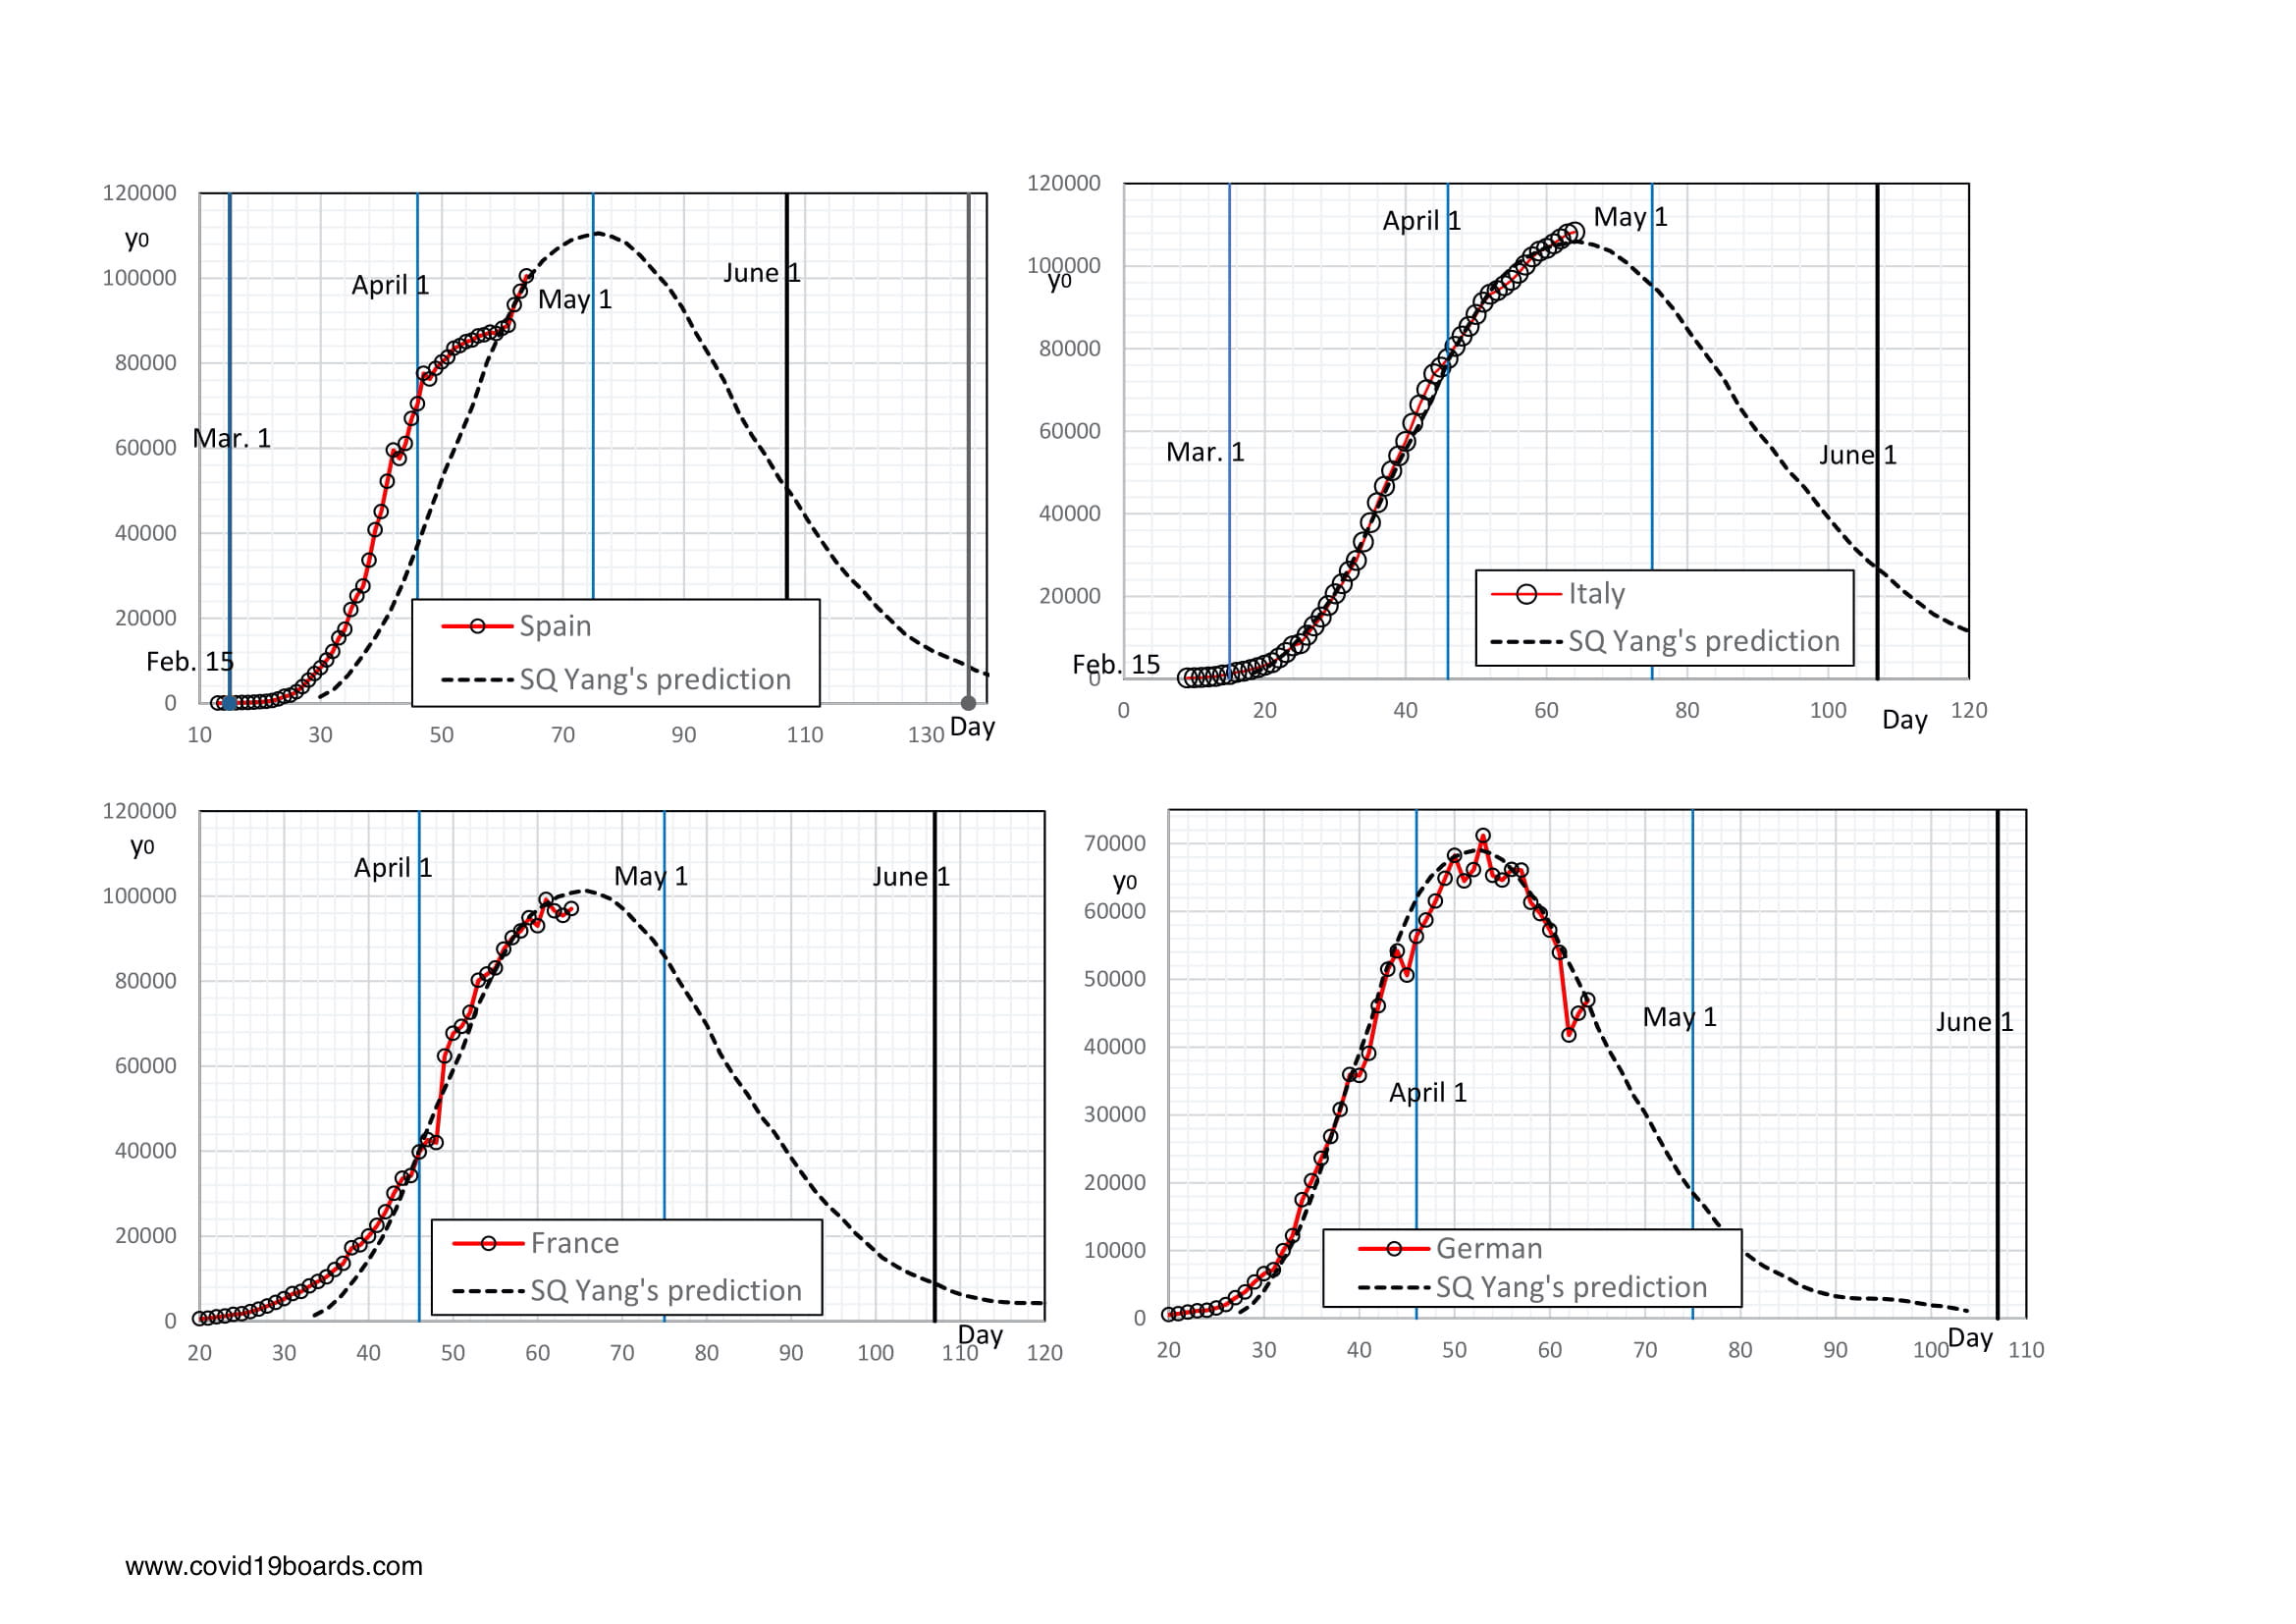 120000
y0
100000
80000
60000
40000
20000
0
Feb. 15
Mar. 1
April 1
May 1
June 1
Spain
SQ Yang's prediction
10 30 50 70 90 110 130 Day
120000
100000
y0
80000
60000
40000
20000
0
Feb. 15
Mar. 1
April 1
May 1
June 1
Italy
SQ Yang's prediction
0 20 40 60 80 100 120
Day
120000
y0
100000
80000
60000
40000
20000
0
April 1
May 1
June 1
France
SQ Yang's prediction
Day
20 30 40 50 60 70 80 90 100 110 120
70000
y0
60000
50000
40000
30000
20000
10000
0
April 1
May 1
June 1
German
SQ Yang's prediction
Day
20 30 40 50 60 70 80 90 100 110
www.covid19boards.com